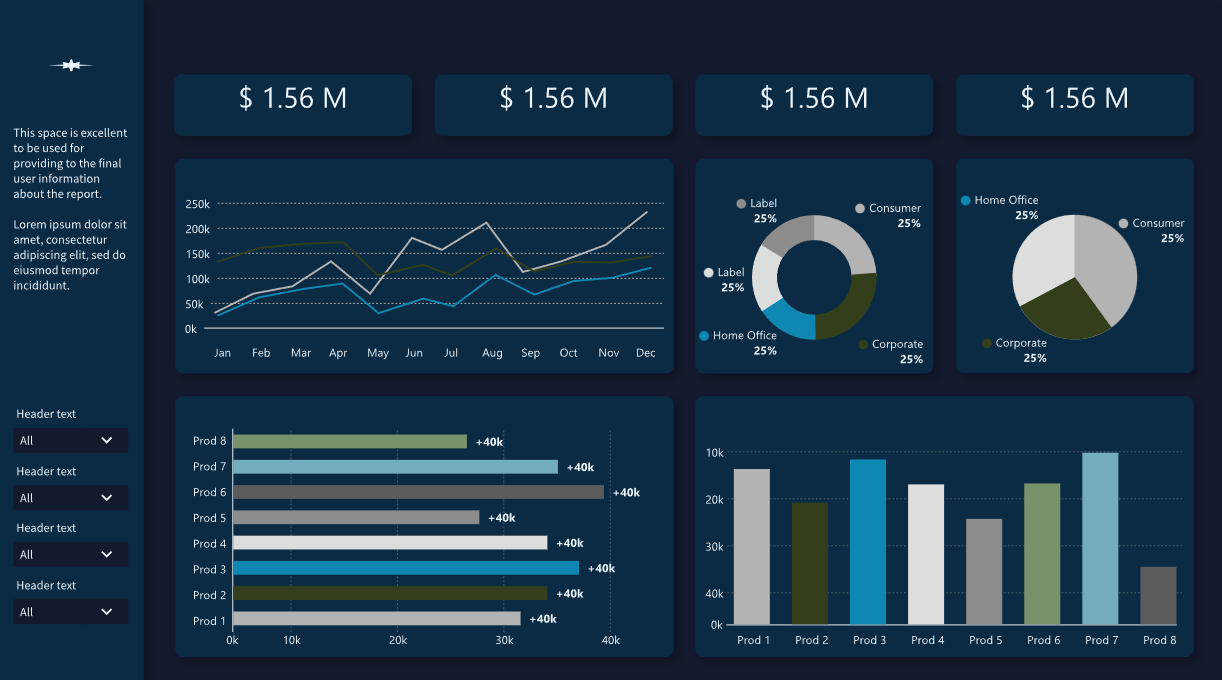 This space is excellent
to be used for
providing to the final
user information
about the report.
Lorem ipsum dolor sit
amet, consectetur
adipiscing elit, sed do
eiusmod tempor
incididunt.
Header text
All
Header text
All
Header text
All
Header text
All
$ 1.56 M
$ 1.56 M
$ 1.56 M
$ 1.56 M
250k
200k
150k
100k
50k
0k
Jan Feb Mar Apr May Jun Jul Aug Sep Oct Nov Dec
Label
25%
Consumer
25%
Label
25%
Home Office
25%
Corporate
25%
Home Office
25%
Consumer
25%
Corporate
25%
Prod 8 +40k
Prod 7 +40k
Prod 6 +40k
Prod 5 +40k
Prod 4 +40k
Prod 3 +40k
Prod 2 +40k
Prod 1 +40k
0k 10k 20k 30k 40k
10k
20k
30k
40k
0k
Prod 1 Prod 2 Prod 3 Prod 4 Prod 5 Prod 6 Prod 7 Prod 8